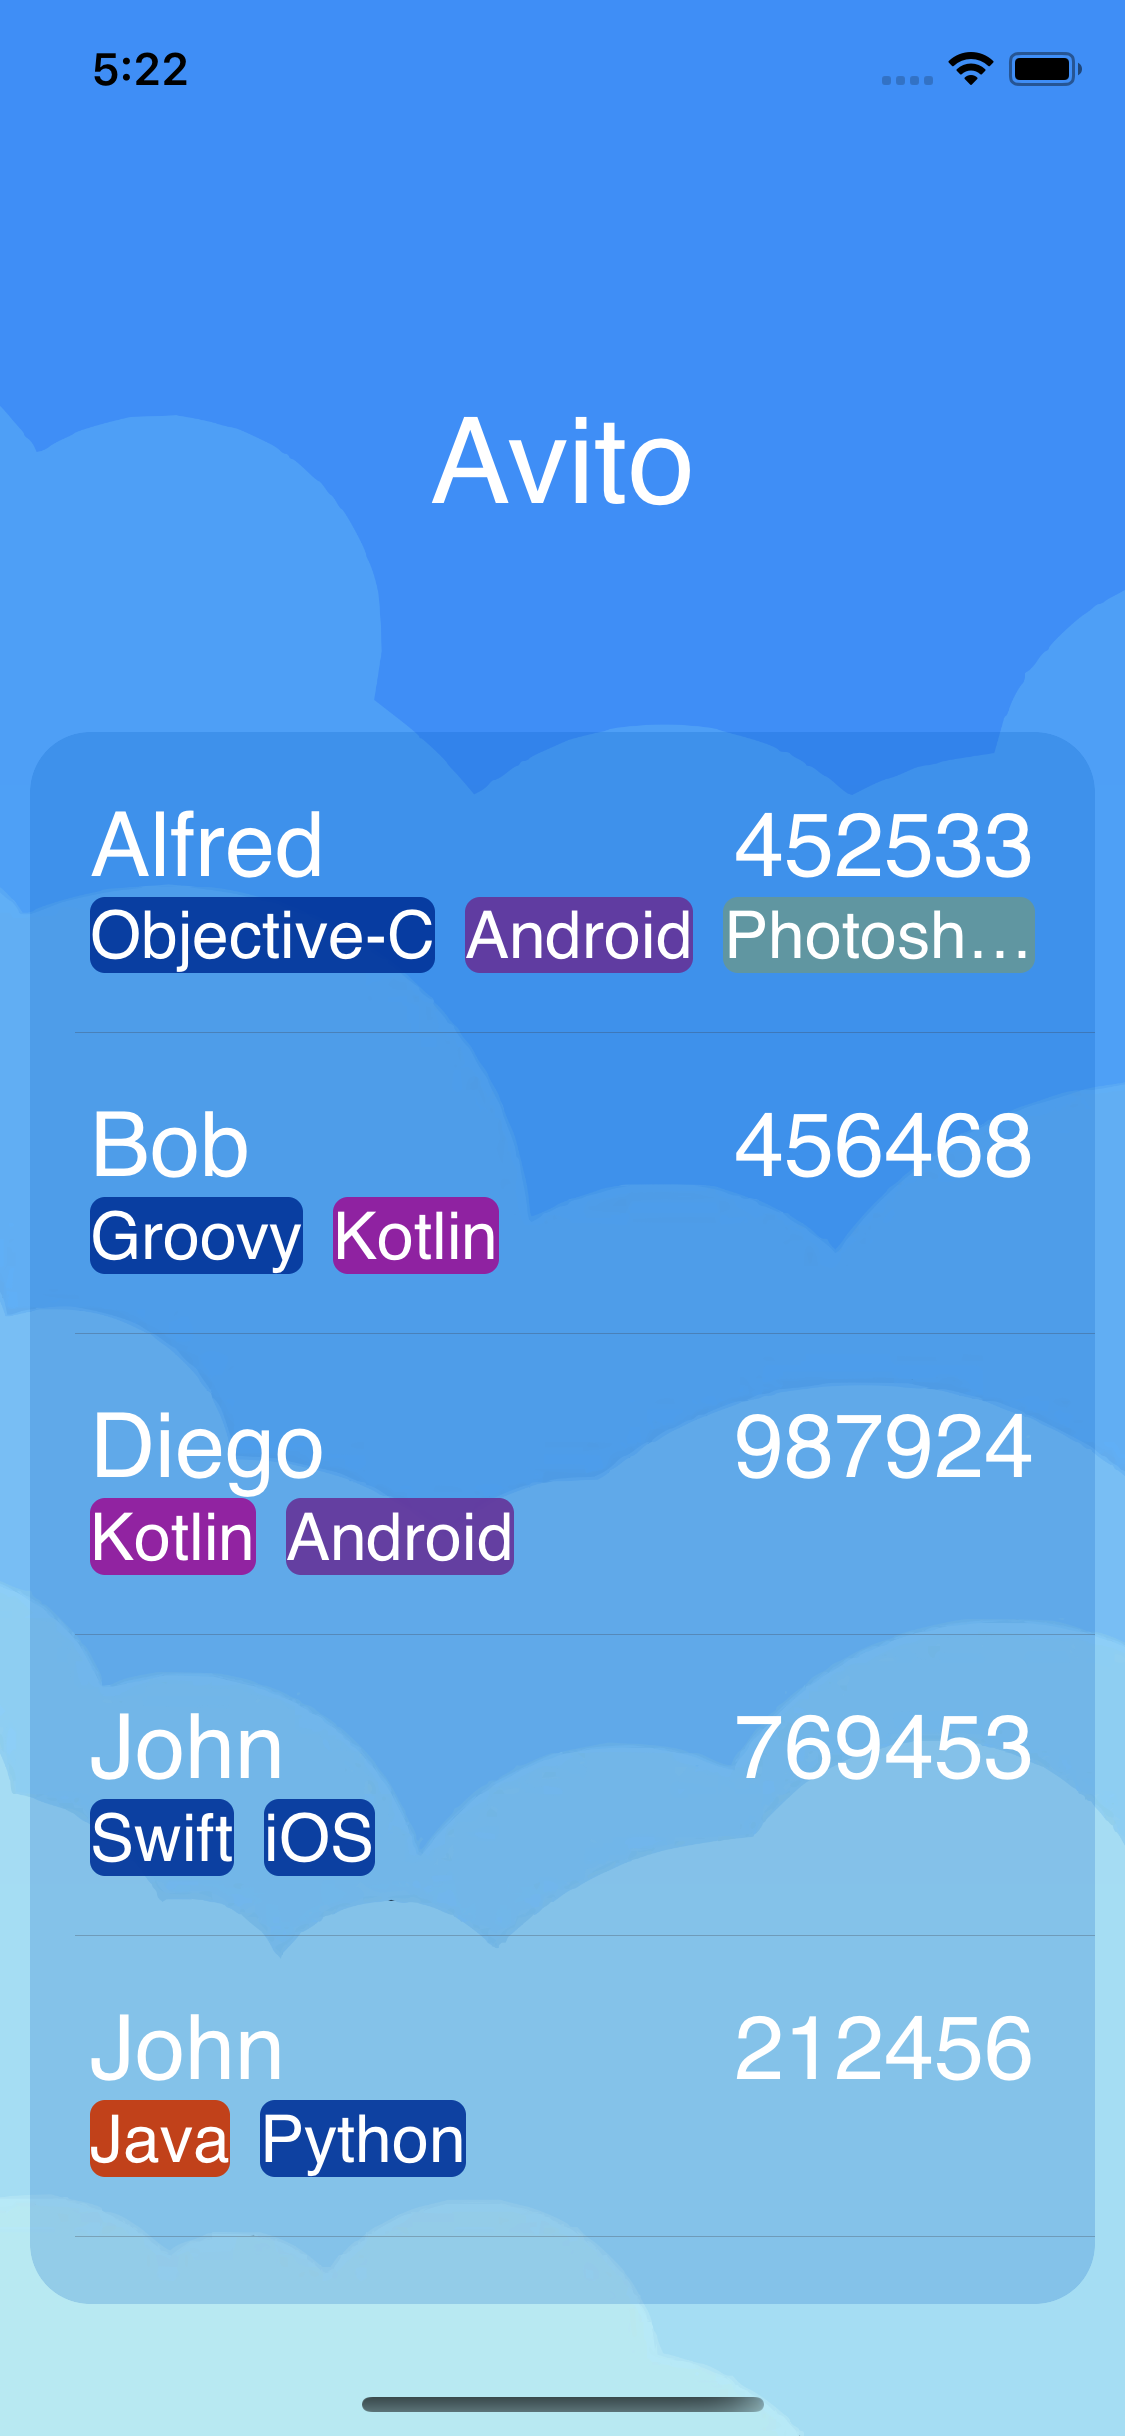 5:22
Avito
Alfred 452533
Objective-C Android Photosh...
Bob 456468
Groovy Kotlin
Diego 987924
Kotlin Android
John 769453
Swift iOS
John 212456
Java Python